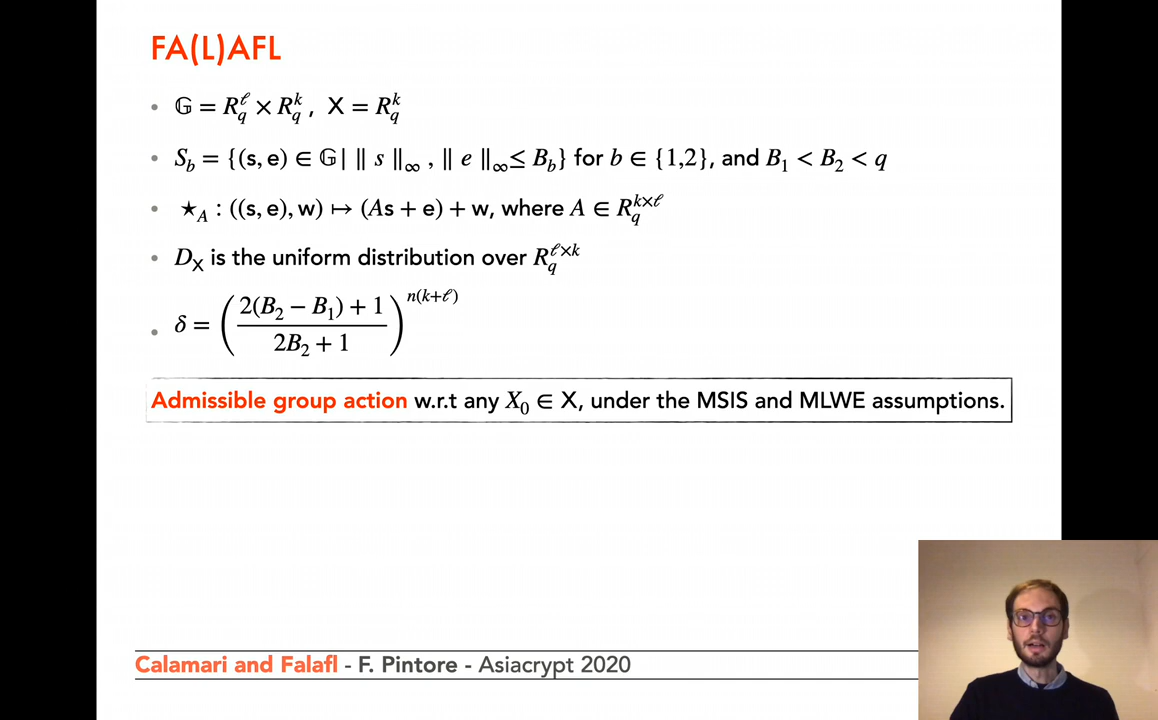 FA(L)AFL
• 𝔾 = R_q^ℓ × R_q^k , X = R_q^k
• S_b = {(s, e) ∈ 𝔾 | ‖ s ‖_∞ , ‖ e ‖_∞ ≤ B_b} for b ∈ {1,2}, and B_1 < B_2 < q
• ⋆_A : ((s, e), w) ↦ (As + e) + w, where A ∈ R_q^{k×ℓ}
• D_X is the uniform distribution over R_q^{ℓ×k}
• δ = ( (2(B_2 − B_1) + 1) / (2B_2 + 1) )^{n(k+ℓ)}
Admissible group action w.r.t any X_0 ∈ X, under the MSIS and MLWE assumptions.
Calamari and Falafl - F. Pintore - Asiacrypt 2020